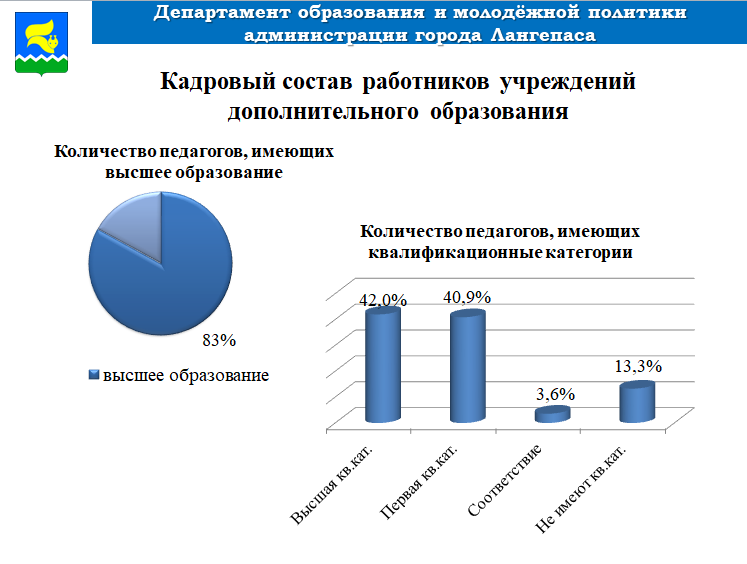 Департамент образования и молодёжной политики
администрации города Лангепаса
Кадровый состав работников учреждений
дополнительного образования
Количество педагогов, имеющих
высшее образование
83%
высшее образование
Количество педагогов, имеющих
квалификационные категории
42,0%
40,9%
3,6%
13,3%
Высшая кв.кат.
Первая кв.кат.
Соответствие
Не имеют кв.кат.